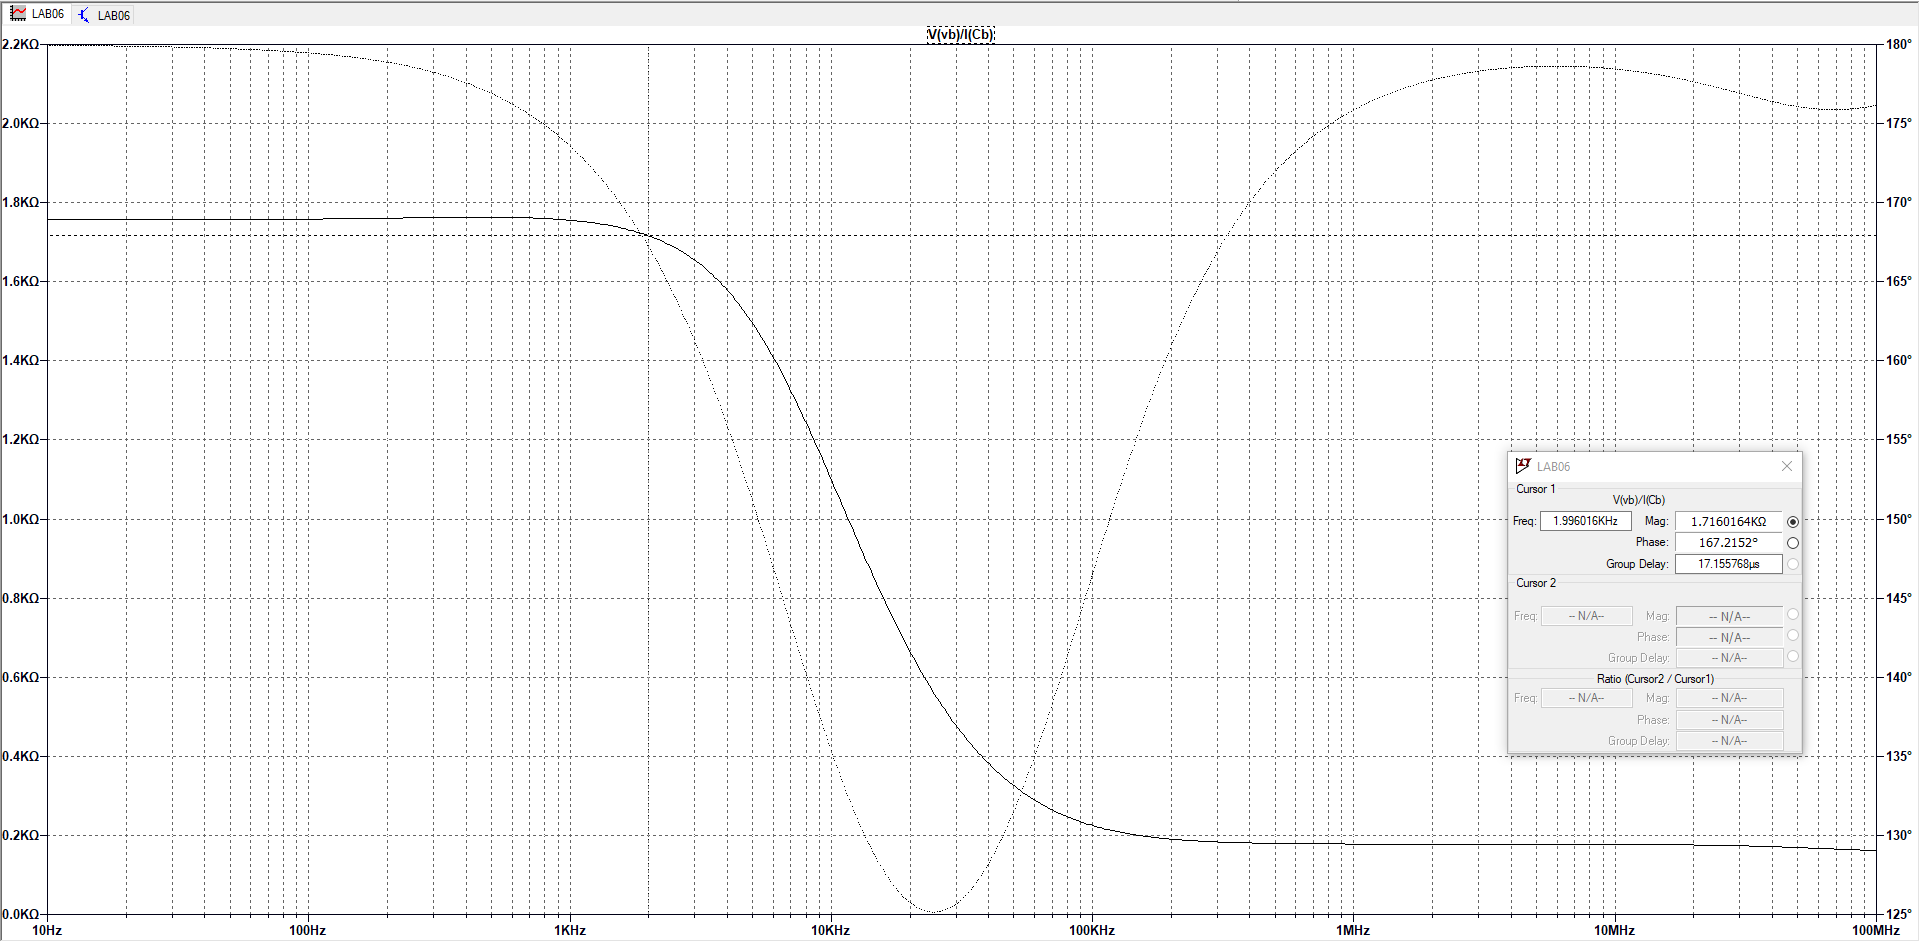 LAB06 LAB06
V(vb)/I(Cb)
2.2KΩ 180°
2.0KΩ 175°
1.8KΩ 170°
1.6KΩ 165°
1.4KΩ 160°
1.2KΩ 155°
1.0KΩ 150°
0.8KΩ 145°
0.6KΩ 140°
0.4KΩ 135°
0.2KΩ 130°
0.0KΩ 125°
10Hz 100Hz 1KHz 10KHz 100KHz 1MHz 10MHz 100MHz
LAB06
Cursor 1
V(vb)/I(Cb)
Freq: 1.996016KHz Mag: 1.7160164KΩ
Phase: 167.2152°
Group Delay: 17.155768µs
Cursor 2
Freq: -- N/A-- Mag: -- N/A--
Phase: -- N/A--
Group Delay: -- N/A--
Ratio (Cursor2 / Cursor1)
Freq: -- N/A-- Mag: -- N/A--
Phase: -- N/A--
Group Delay: -- N/A--